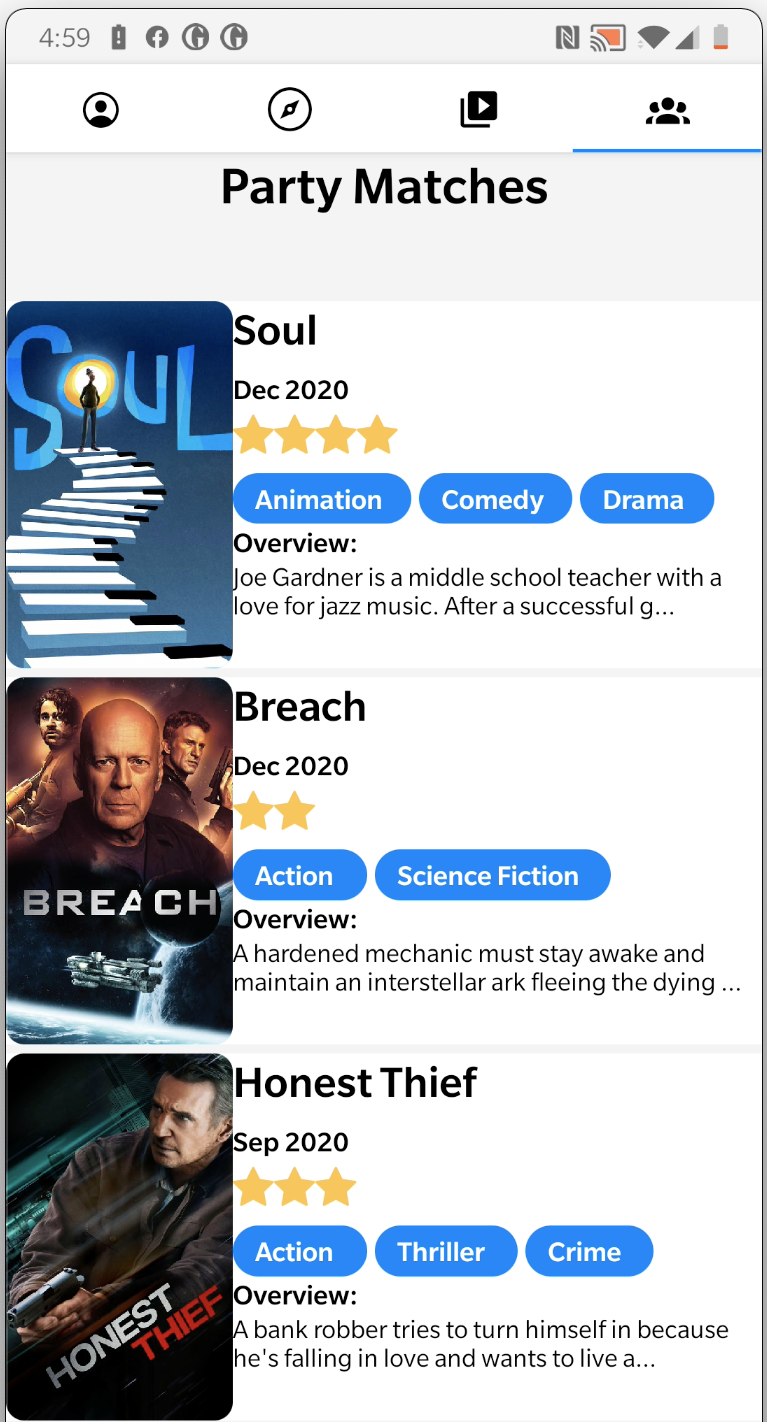 4:59
Party Matches
SOUL
Soul
Dec 2020
Animation Comedy Drama
Overview:
Joe Gardner is a middle school teacher with a
love for jazz music. After a successful g...
BREACH
Breach
Dec 2020
Action Science Fiction
Overview:
A hardened mechanic must stay awake and
maintain an interstellar ark fleeing the dying ...
HONEST
THIEF
Honest Thief
Sep 2020
Action Thriller Crime
Overview:
A bank robber tries to turn himself in because
he's falling in love and wants to live a...